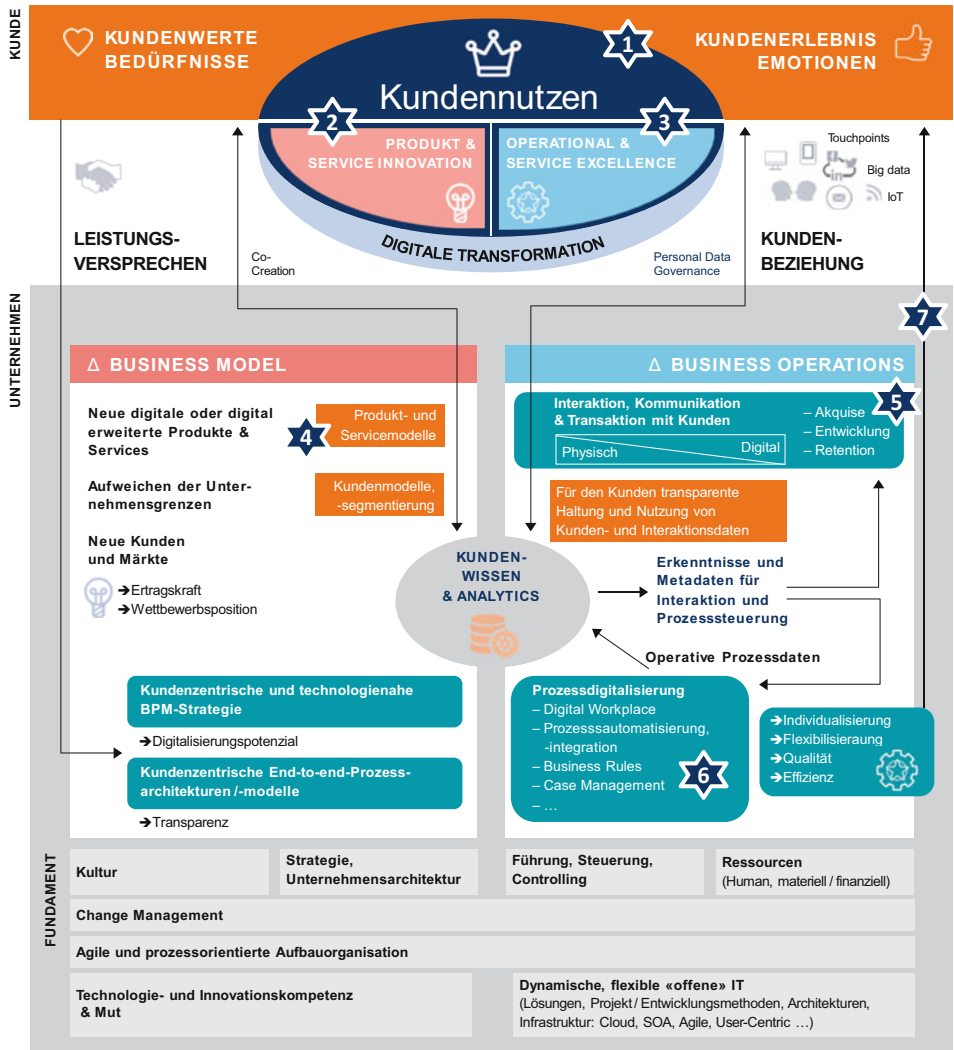 KUNDE
KUNDENWERTE
BEDÜRFNISSE
1
KUNDENERLEBNIS
EMOTIONEN
Kundennutzen
2
3
PRODUKT &
SERVICE INNOVATION
OPERATIONAL &
SERVICE EXCELLENCE
DIGITALE TRANSFORMATION
Touchpoints
in
Big data
IoT
LEISTUNGS-
VERSPRECHEN
Co-
Creation
Personal Data
Governance
KUNDEN-
BEZIEHUNG
UNTERNEHMEN
7
Δ BUSINESS MODEL
Neue digitale oder digital
erweiterte Produkte &
Services
4
Produkt- und
Servicemodelle
Aufweichen der Unter-
nehmensgrenzen
Kundenmodelle,
-segmentierung
Neue Kunden
und Märkte
➔Ertragskraft
➔Wettbewerbsposition
Δ BUSINESS OPERATIONS
5
Interaktion, Kommunikation
& Transaktion mit Kunden
Physisch
Digital
– Akquise
– Entwicklung
– Retention
Für den Kunden transparente
Haltung und Nutzung von
Kunden- und Interaktionsdaten
KUNDEN-
WISSEN
& ANALYTICS
Erkenntnisse und
Metadaten für
Interaktion und
Prozesssteuerung
Operative Prozessdaten
Kundenzentrische und technologienahe
BPM-Strategie
➔Digitalisierungspotenzial
Kundenzentrische End-to-end-Prozess-
architekturen /-modelle
➔Transparenz
Prozessdigitalisierung
– Digital Workplace
– Prozesssautomatisierung,
-integration
– Business Rules
– Case Management
– …
6
➔Individualisierung
➔Flexibilisieraung
➔Qualität
➔Effizienz
FUNDAMENT
Kultur
Strategie,
Unternehmensarchitektur
Führung, Steuerung,
Controlling
Ressourcen
(Human, materiell / finanziell)
Change Management
Agile und prozessorientierte Aufbauorganisation
Technologie- und Innovationskompetenz
& Mut
Dynamische, flexible «offene» IT
(Lösungen, Projekt / Entwicklungsmethoden, Architekturen,
Infrastruktur: Cloud, SOA, Agile, User-Centric …)